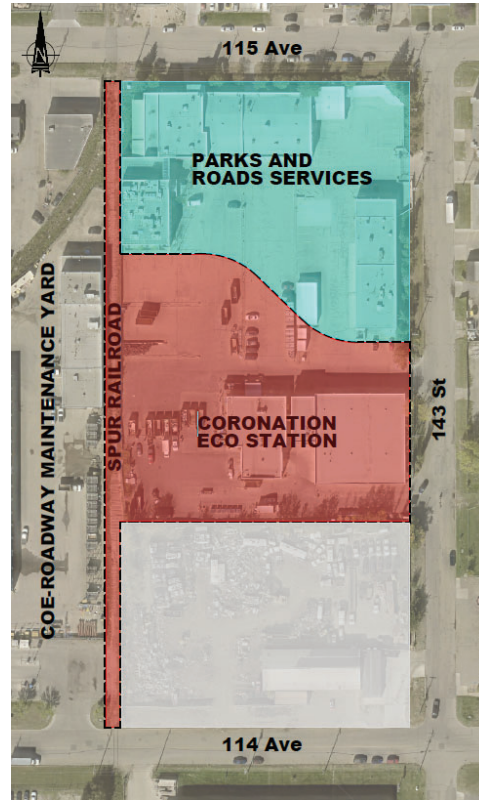 N
115 Ave
PARKS AND
ROADS SERVICES
COE-ROADWAY MAINTENANCE YARD
SPUR RAILROAD
143 St
CORONATION
ECO STATION
114 Ave